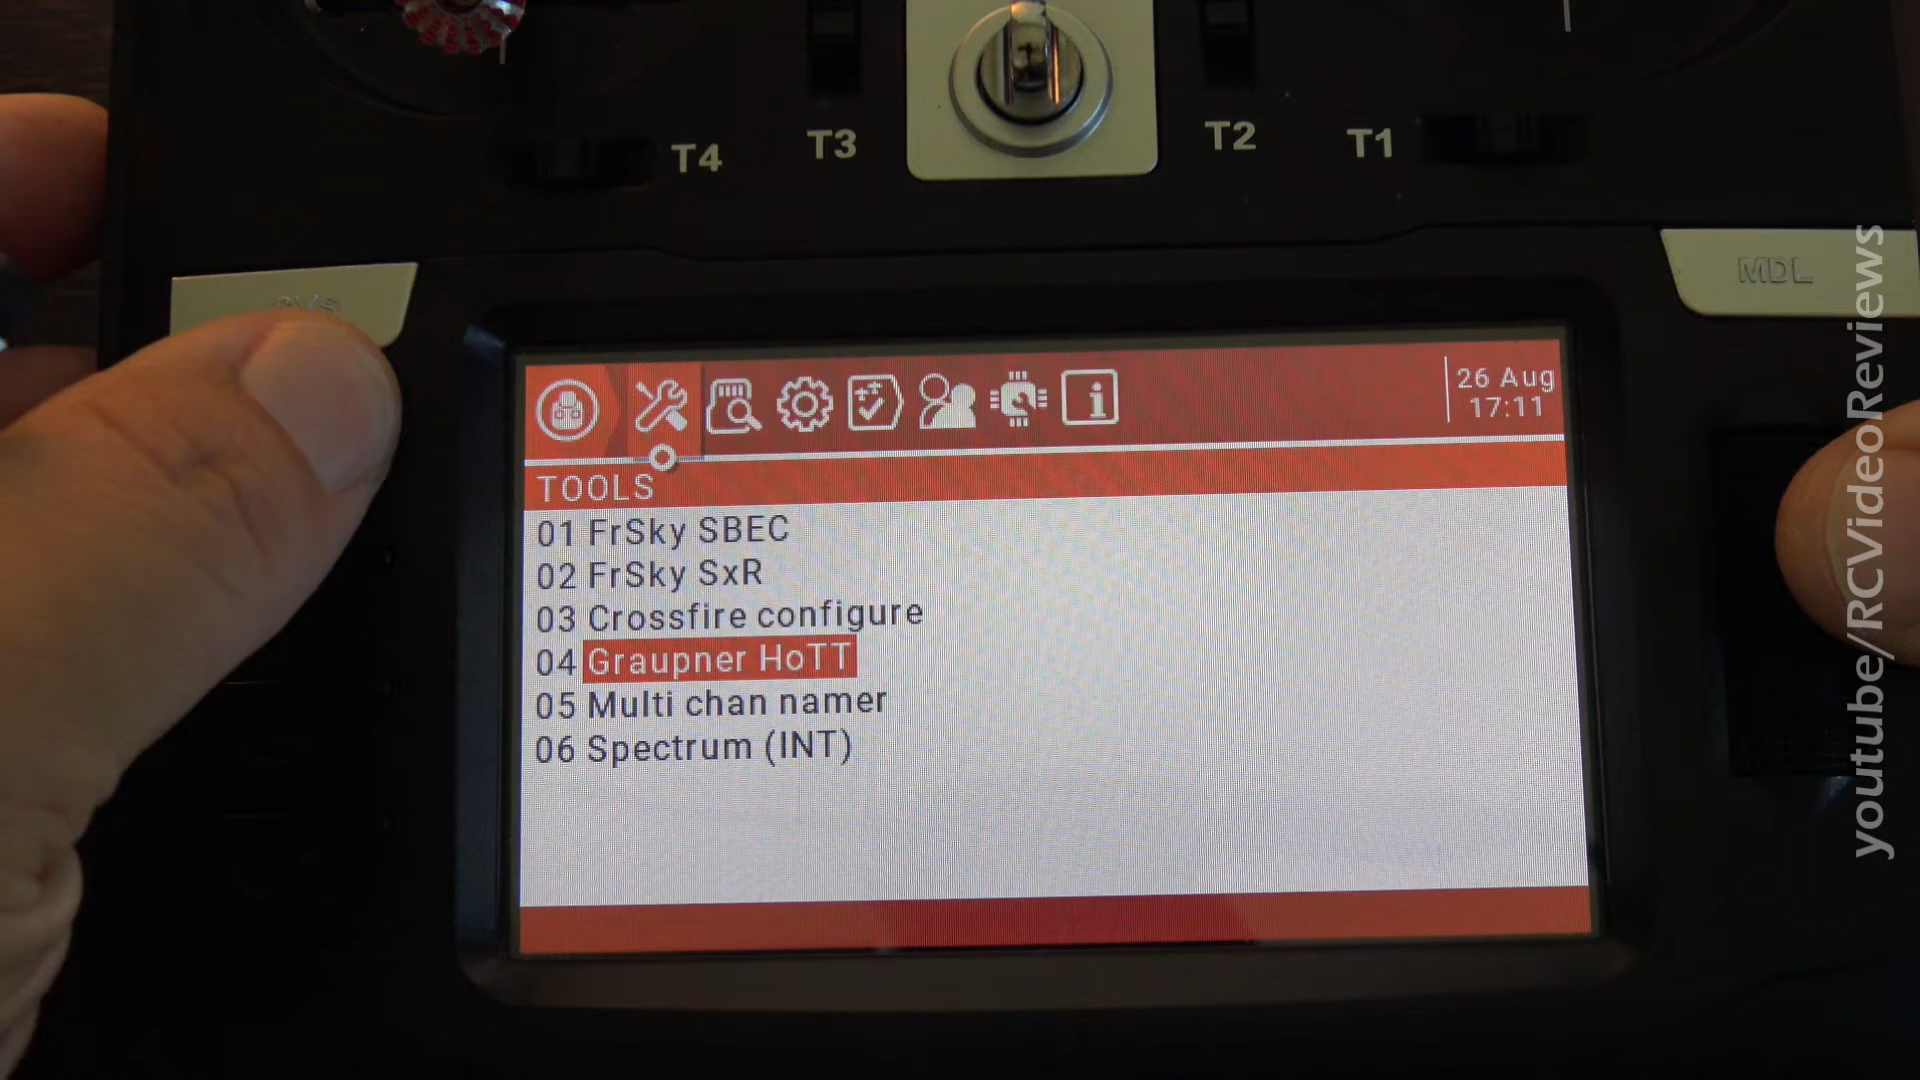 T4
T3
T2
T1
SYS
MDL
26 Aug
17:11
TOOLS
01 FrSky SBEC
02 FrSky SxR
03 Crossfire configure
04 Graupner HoTT
05 Multi chan namer
06 Spectrum (INT)
youtube/RCVideoReviews